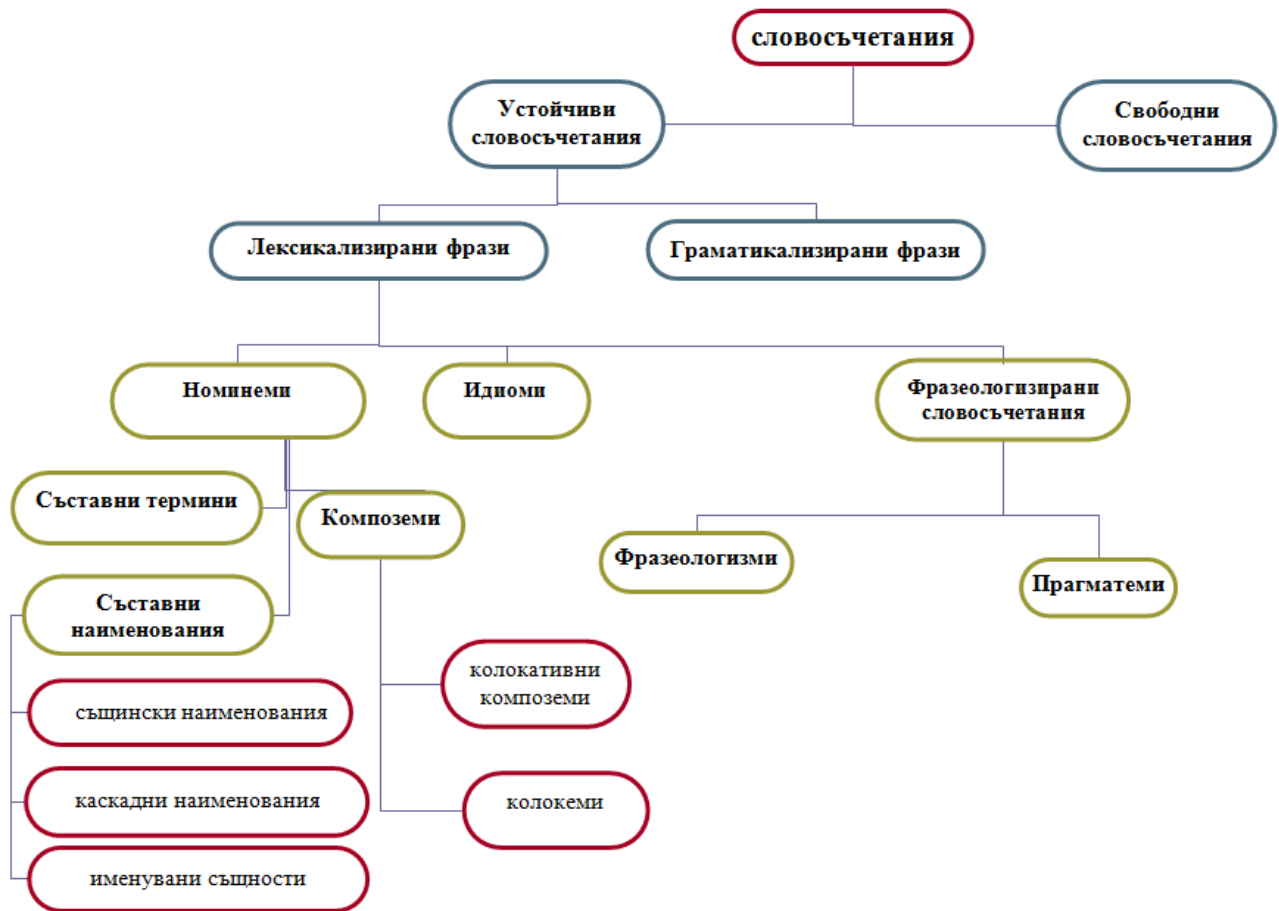 словосъчетания
Устойчиви
словосъчетания
Свободни
словосъчетания
Лексикализирани фрази
Граматикализирани фрази
Номинеми
Идиоми
Фразеологизирани
словосъчетания
Съставни термини
Композеми
Фразеологизми
Прагматеми
Съставни
наименования
колокативни
композеми
същински наименования
каскадни наименования
колокеми
именувани същности